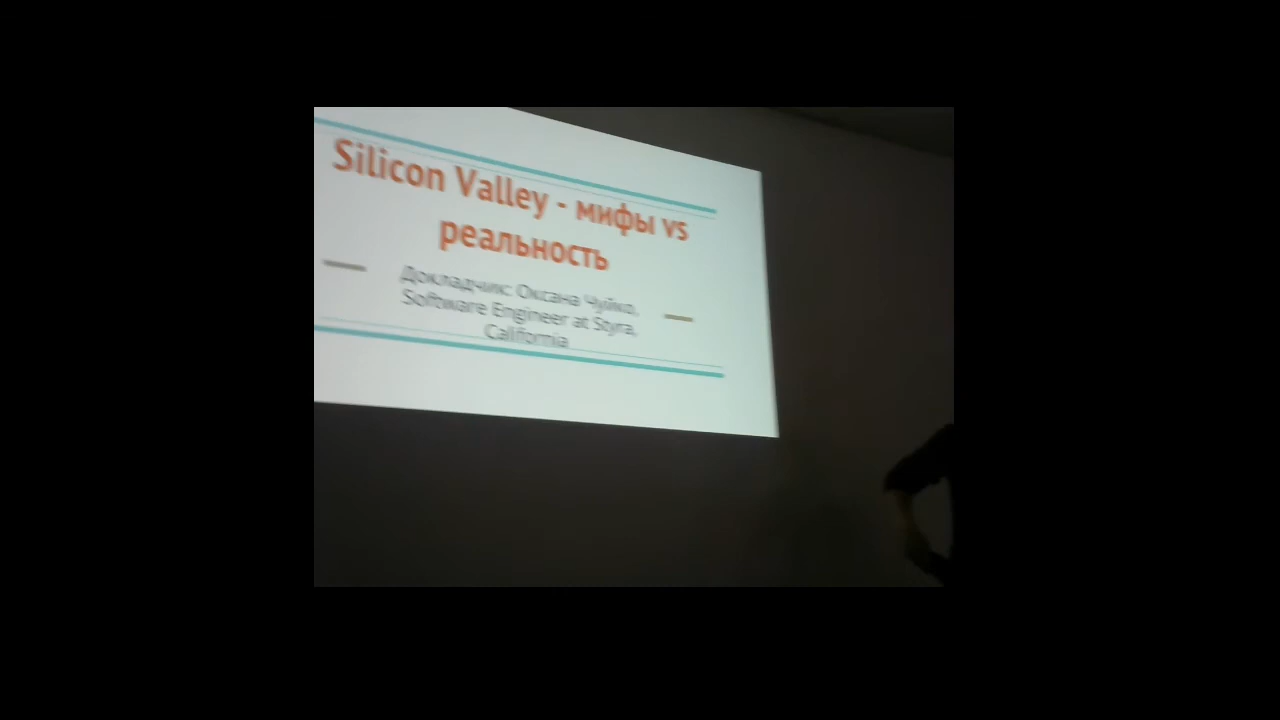 Silicon Valley - мифы vs
реальность
Докладчик: Оксана Чуйко,
Software Engineer at Styra,
California